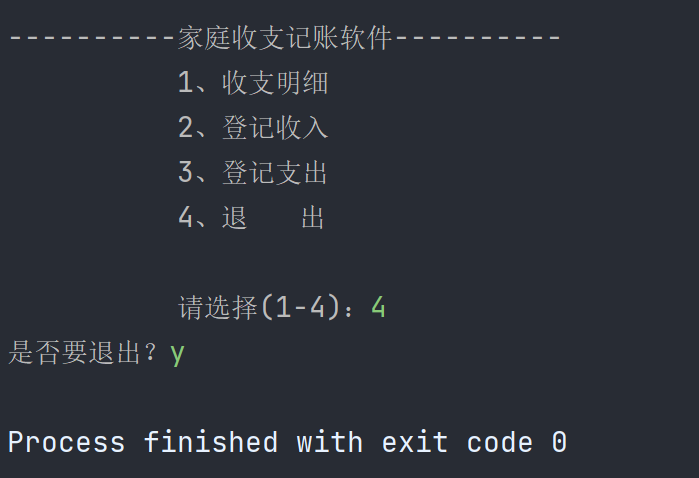 ----------家庭收支记账软件----------
1、收支明细
2、登记收入
3、登记支出
4、退    出
请选择(1-4)：4
是否要退出？y
Process finished with exit code 0